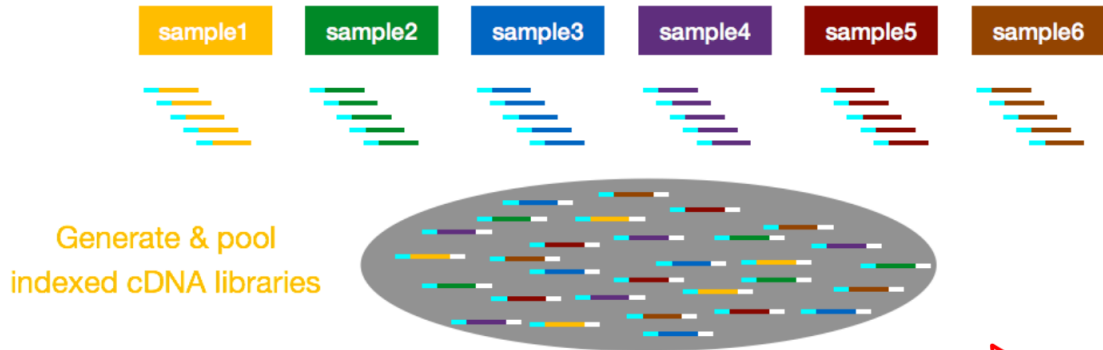 sample1 sample2 sample3 sample4 sample5 sample6
Generate & pool
indexed cDNA libraries